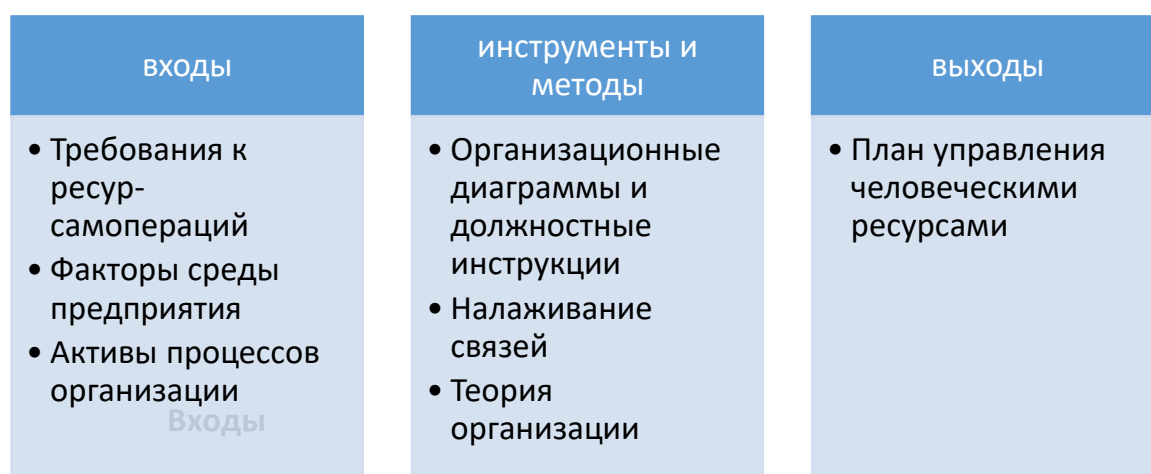 входы
• Требования к
ресур-
самопераций
• Факторы среды
предприятия
• Активы процессов
организации
Входы
инструменты и
методы
• Организационные
диаграммы и
должностные
инструкции
• Налаживание
связей
• Теория
организации
выходы
• План управления
человеческими
ресурсами